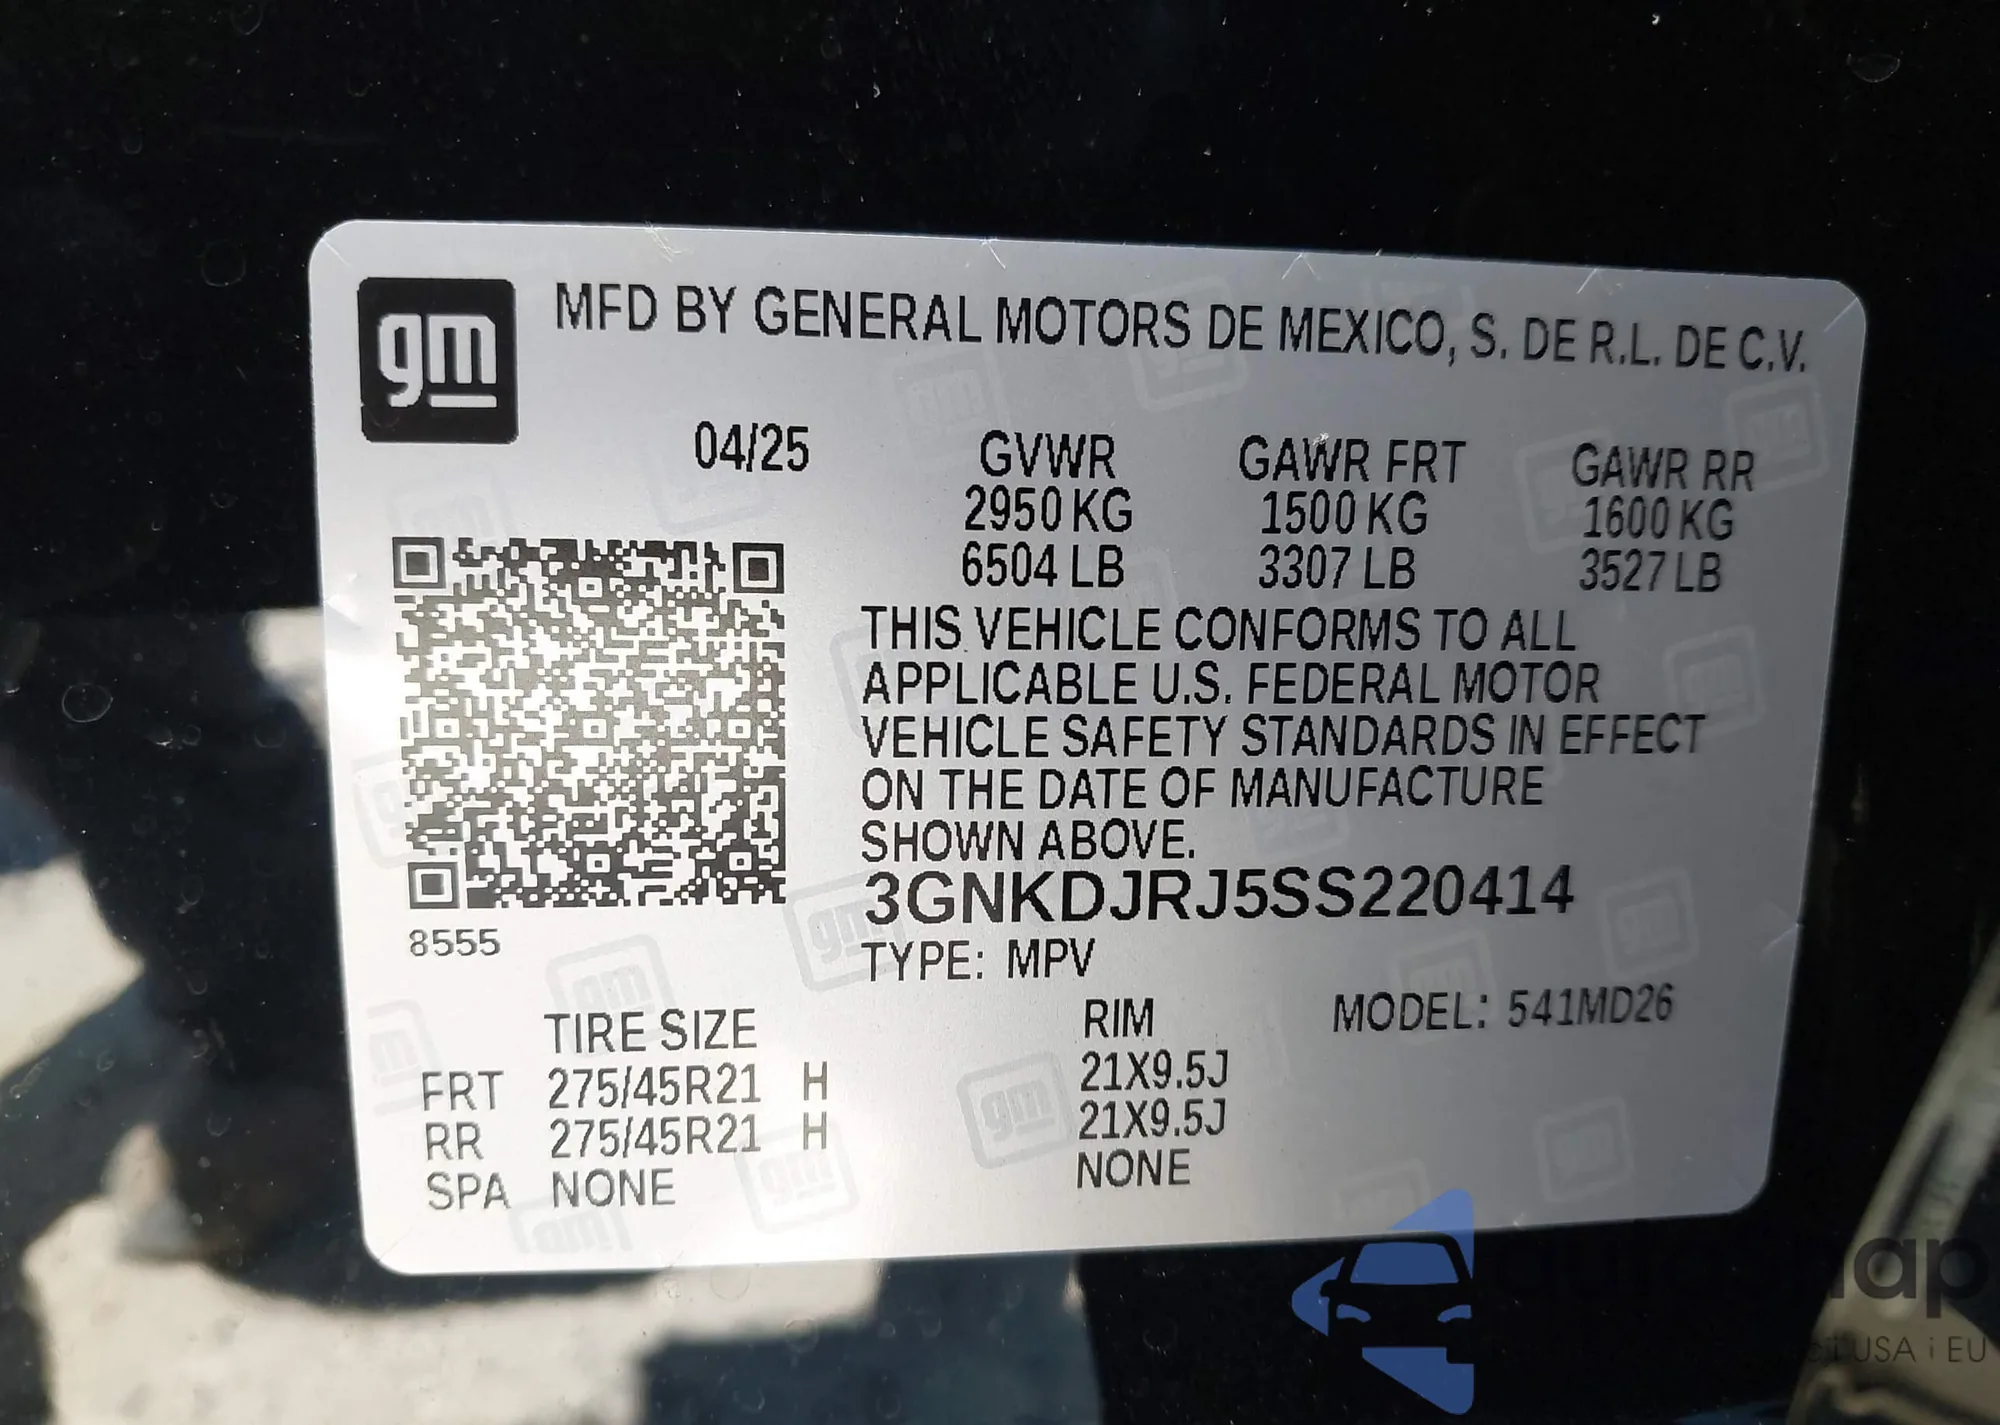 gm MFD BY GENERAL MOTORS DE MEXICO, S. DE R.L. DE C.V.
04/25 GVWR GAWR FRT GAWR RR
2950 KG 1500 KG 1600 KG
6504 LB 3307 LB 3527 LB
THIS VEHICLE CONFORMS TO ALL
APPLICABLE U.S. FEDERAL MOTOR
VEHICLE SAFETY STANDARDS IN EFFECT
ON THE DATE OF MANUFACTURE
SHOWN ABOVE.
3GNKDJRJ5SS220414
8555
TYPE: MPV
TIRE SIZE RIM MODEL: 541MD26
FRT 275/45R21 H 21X9.5J
RR 275/45R21 H 21X9.5J
SPA NONE NONE
USA i EU